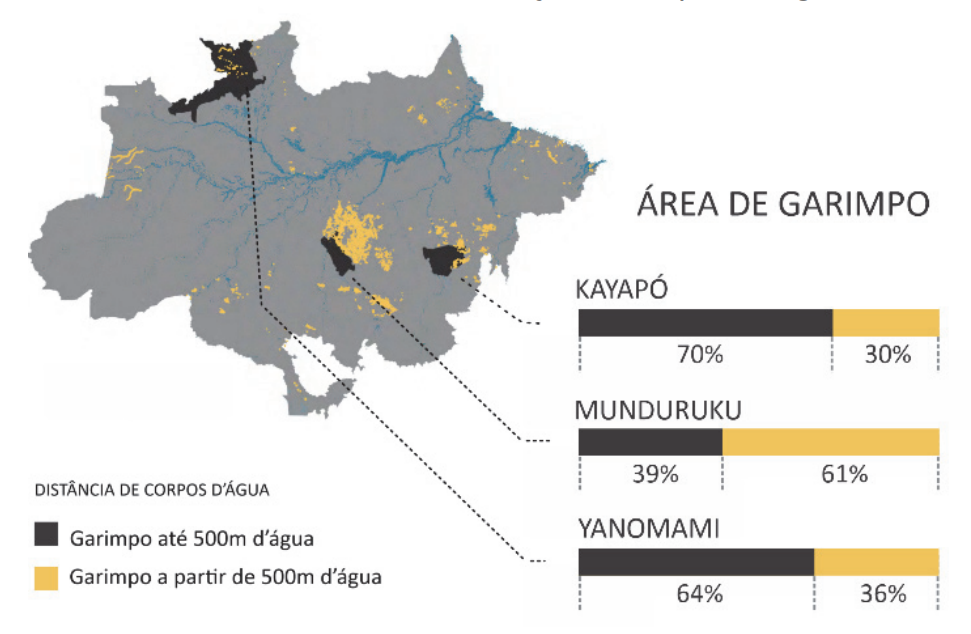 ÁREA DE GARIMPO
KAYAPÓ
70% 30%
MUNDURUKU
39% 61%
YANOMAMI
64% 36%
DISTÂNCIA DE CORPOS D'ÁGUA
Garimpo até 500m d'água
Garimpo a partir de 500m d'água